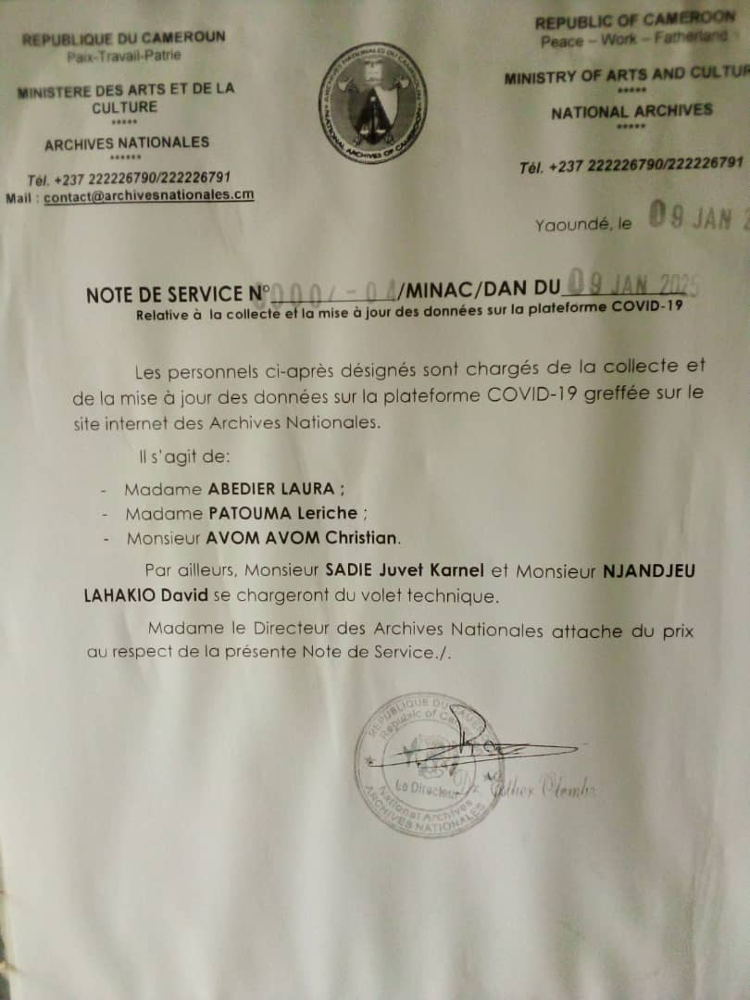 REPUBLIQUE DU CAMEROUN
Paix-Travail-Patrie
MINISTERE DES ARTS ET DE LA
CULTURE
*****
ARCHIVES NATIONALES
******
Tél. +237 222226790/222226791
Mail : contact@archivesnationales.cm
ARCHIVES NATIONALES DU CAMEROUN
NATIONAL ARCHIVES OF CAMEROON
REPUBLIC OF CAMEROON
Peace – Work – Fatherland
MINISTRY OF ARTS AND CULTUR
*****
NATIONAL ARCHIVES
*****
Tél. +237 222226790/222226791
Yaoundé, le 09 JAN 2
NOTE DE SERVICE N° /MINAC/DAN DU 09 JAN 2025
Relative à la collecte et la mise à jour des données sur la plateforme COVID-19
Les personnels ci-après désignés sont chargés de la collecte et
de la mise à jour des données sur la plateforme COVID-19 greffée sur le
site internet des Archives Nationales.
Il s'agit de:
- Madame ABEDIER LAURA ;
- Madame PATOUMA Leriche ;
- Monsieur AVOM AVOM Christian.
Par ailleurs, Monsieur SADIE Juvet Karnel et Monsieur NJANDJEU
LAHAKIO David se chargeront du volet technique.
Madame le Directeur des Archives Nationales attache du prix
au respect de la présente Note de Service./.
REPUBLIQUE DU
Republic of
Le Directeur
National Archives
ARCHIVES NATIONALES